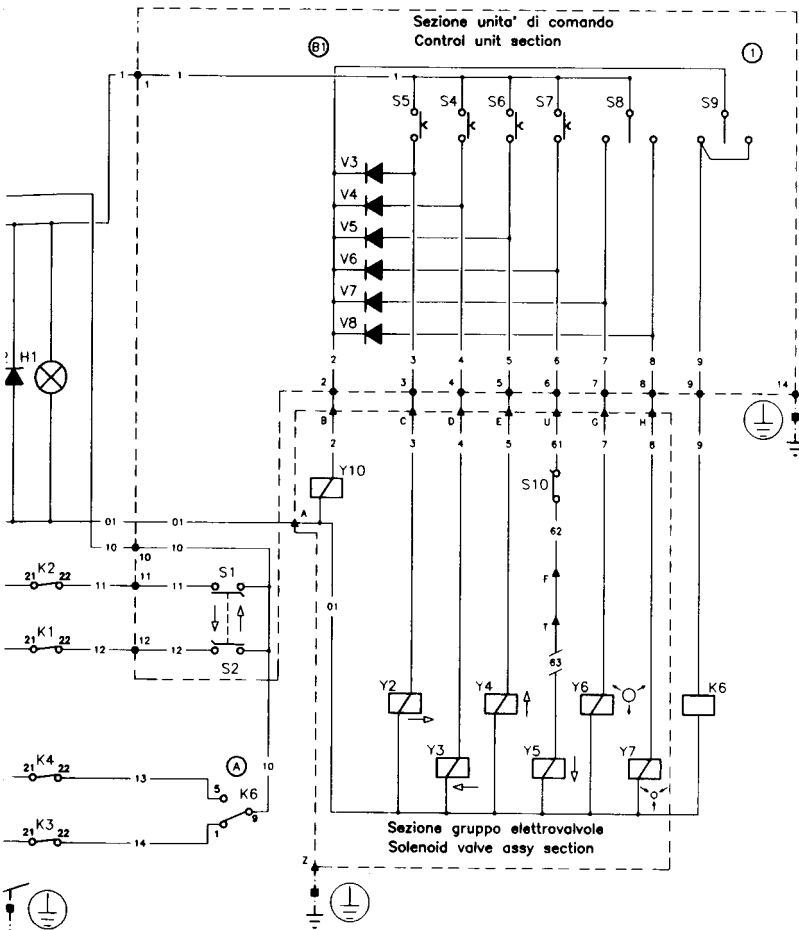 Sezione unita' di comando
Control unit section
B1
1
1 1 1 1
S5 S4 S6 S7 S8 S9
V3
V4
V5
V6
V7
V8
2 3 4 5 6 7 8 9
H1
2 3 4 5 6 7 8 9 14
B C D E U G H
2 3 4 5 61 7 8 9
Y10
S10
A
01 01
62
10 10 10
K2
21 22 11 11 11 S1
F
01
T
K1
21 22 12 12 12 S2
63
Y2 Y4 Y6 K6
Y3 Y5 Y7
A
10
K4
21 22 13 5
K6
9
K3
21 22 14 1
Sezione gruppo elettrovalvole
Solenoid valve assy section
Z